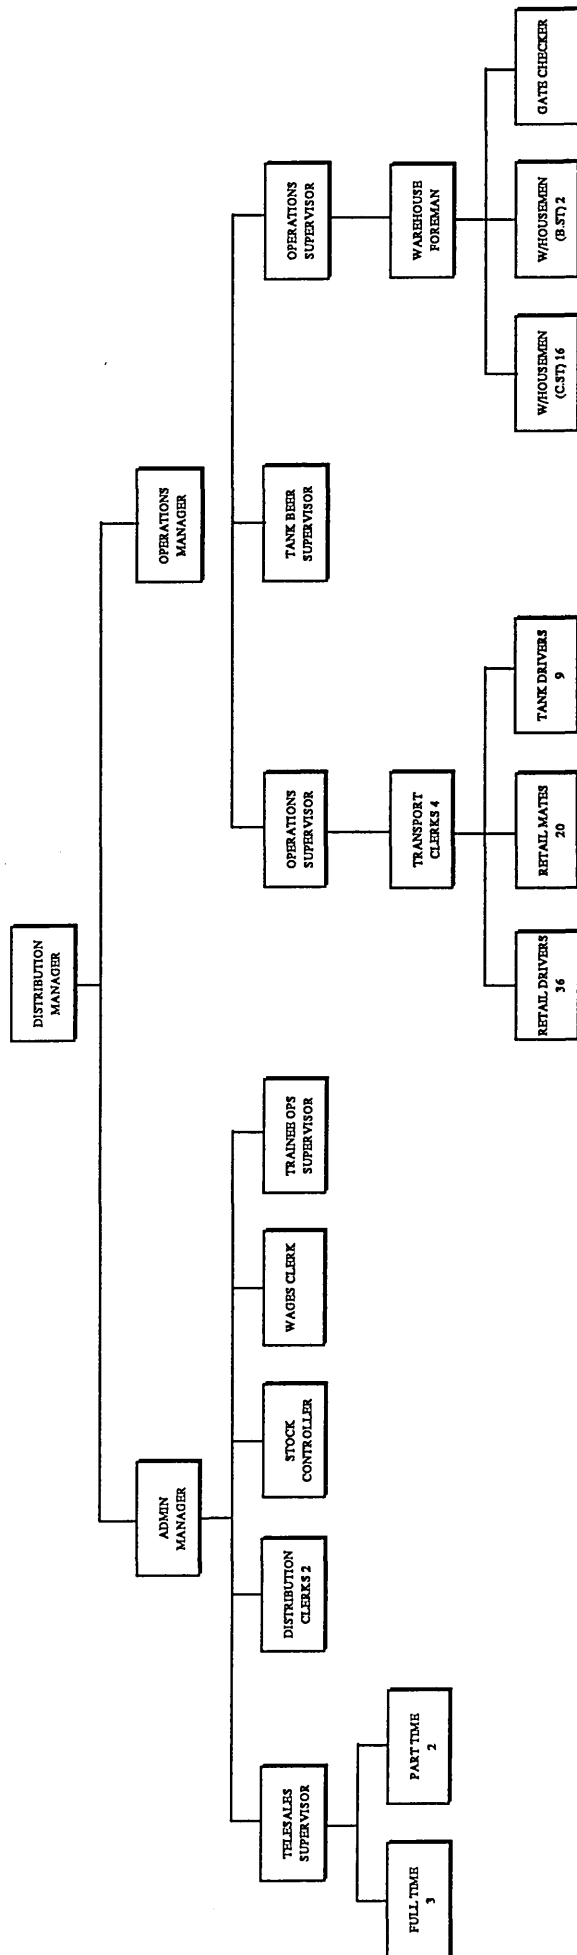 DISTRIBUTION
MANAGER
ADMIN
MANAGER
OPERATIONS
MANAGER
TELESALES
SUPERVISOR
DISTRIBUTION
CLERKS 2
STOCK
CONTROLLER
WAGES CLERK
TRAINEE OPS
SUPERVISOR
OPERATIONS
SUPERVISOR
TANK BEER
SUPERVISOR
OPERATIONS
SUPERVISOR
FULL TIME
3
PART TIME
2
TRANSPORT
CLERKS 4
WAREHOUSE
FOREMAN
RETAIL DRIVERS
36
RETAIL MATES
20
TANK DRIVERS
9
W/HOUSEMEN
(C.ST) 16
W/HOUSEMEN
(B.ST) 2
GATE CHECKER